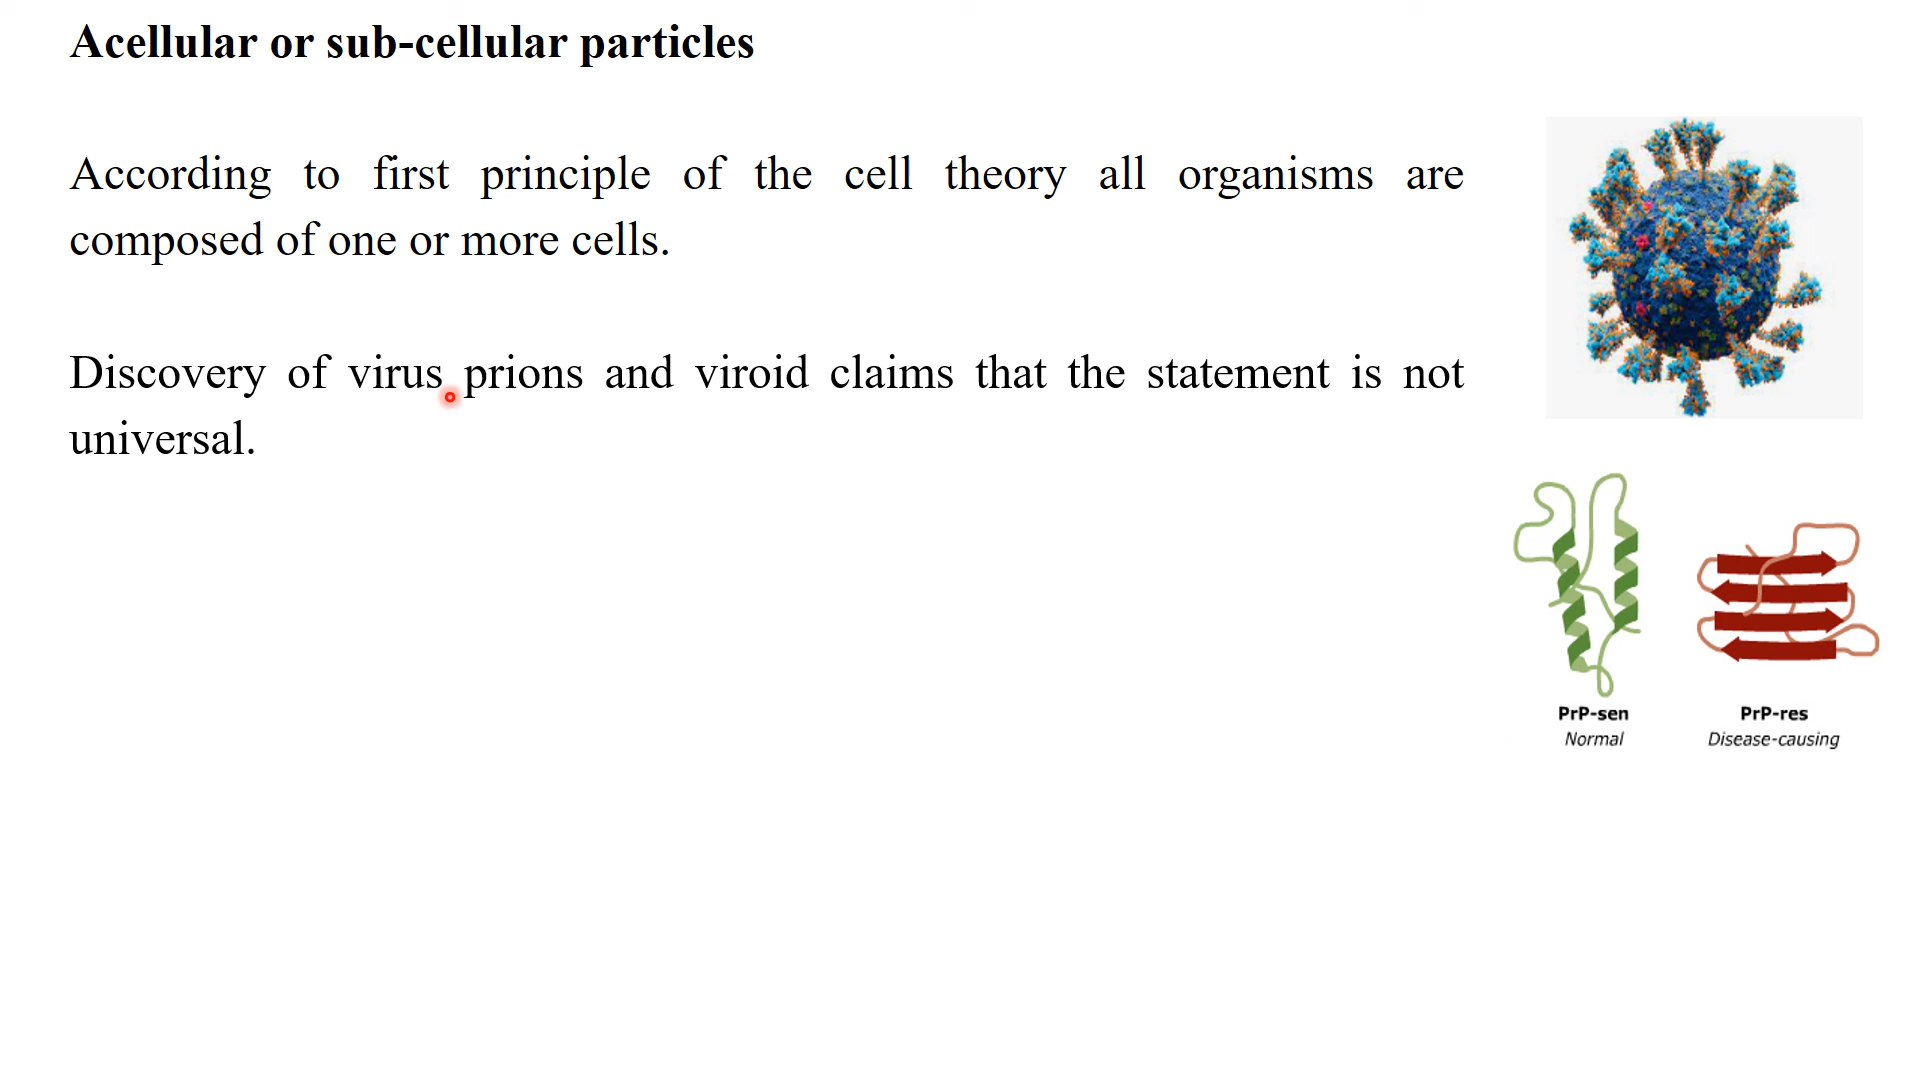 Acellular or sub-cellular particles
According to first principle of the cell theory all organisms are
composed of one or more cells.
Discovery of virus prions and viroid claims that the statement is not
universal.
PrP-sen
Normal
PrP-res
Disease-causing